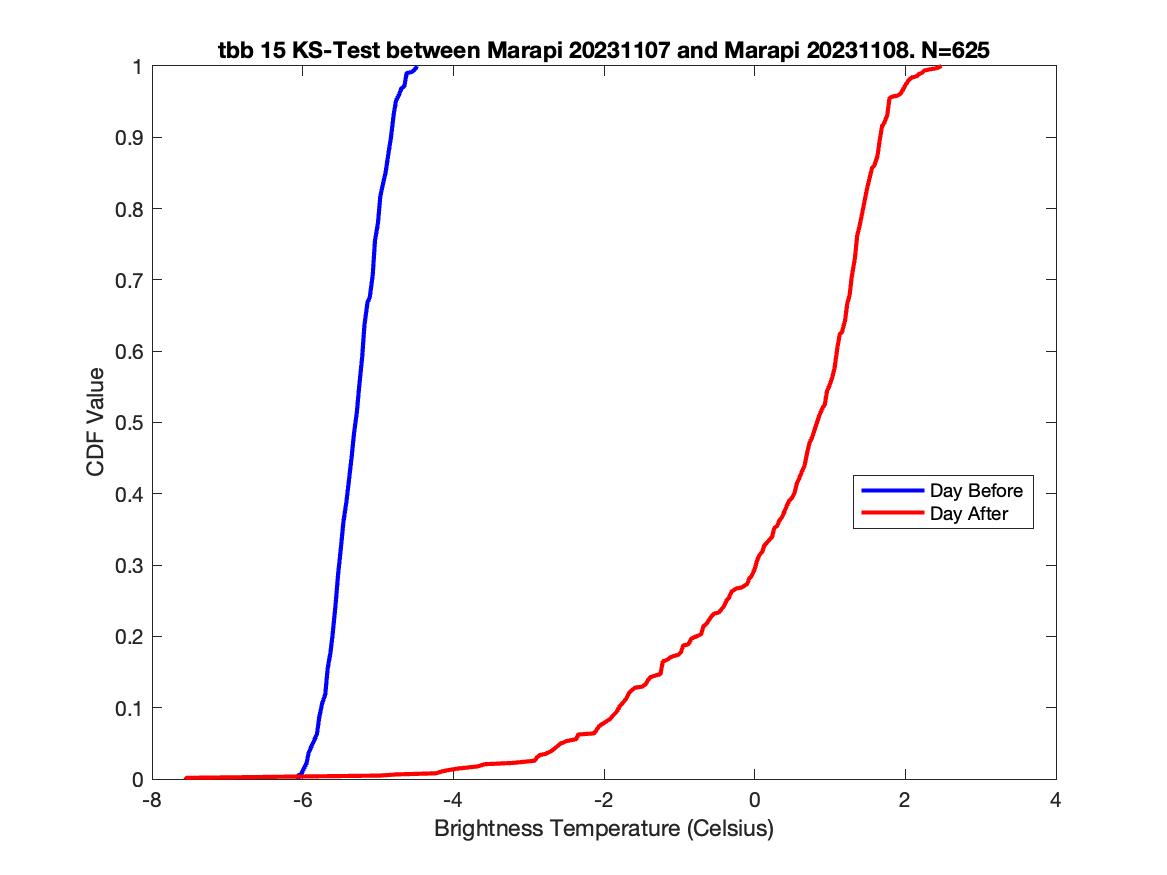 tbb 15 KS-Test between Marapi 20231107 and Marapi 20231108. N=625
1
0.9
0.8
0.7
0.6
0.5
0.4
0.3
0.2
0.1
0
CDF Value
Day Before
Day After
-8 -6 -4 -2 0 2 4
Brightness Temperature (Celsius)